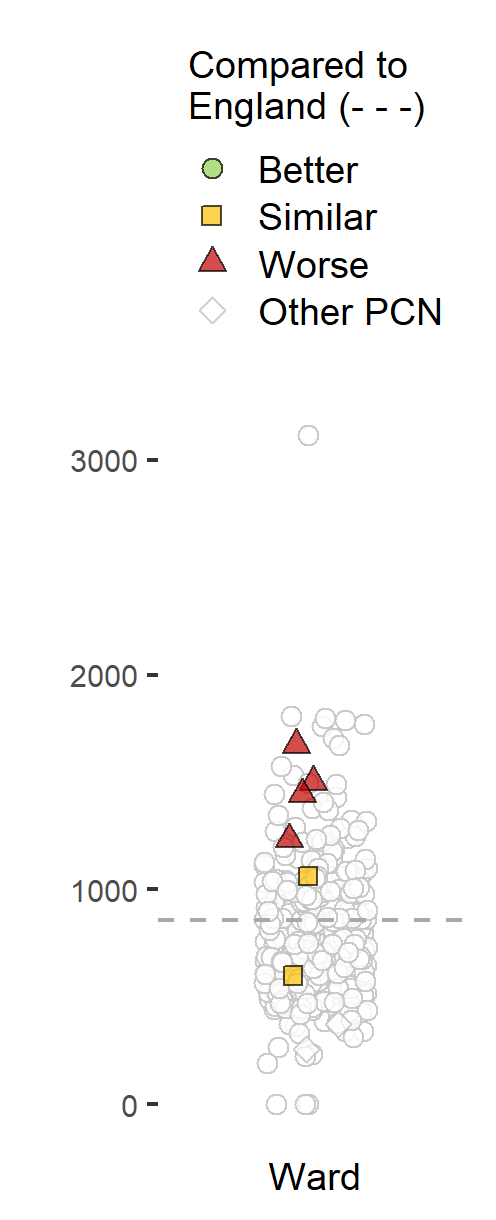 Compared to
England (- - -)
Better
Similar
Worse
Other PCN
3000
2000
1000
0
Ward